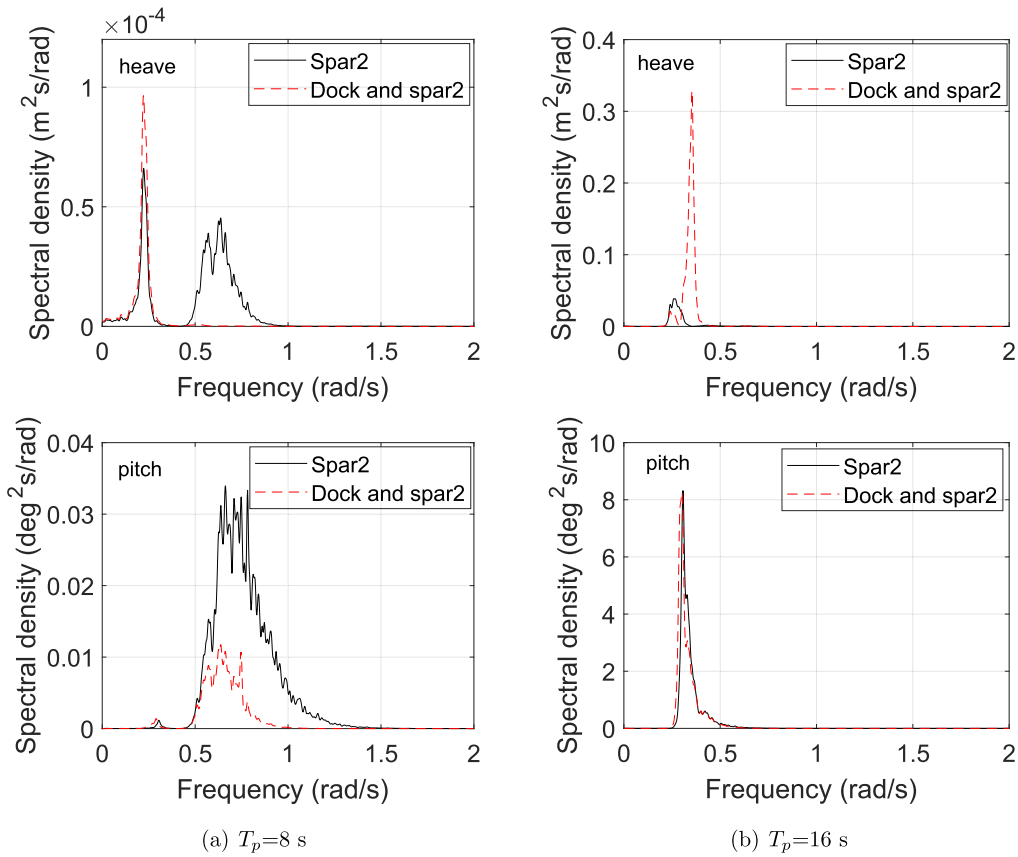 ×10^-4
heave
Spar2
Dock and spar2
Spectral density (m^2s/rad)
1
0.5
0
0 0.5 1 1.5 2
Frequency (rad/s)
heave
Spar2
Dock and spar2
Spectral density (m^2s/rad)
0.4
0.3
0.2
0.1
0
0 0.5 1 1.5 2
Frequency (rad/s)
pitch
Spar2
Dock and spar2
Spectral density (deg^2s/rad)
0.04
0.03
0.02
0.01
0
0 0.5 1 1.5 2
Frequency (rad/s)
(a) T_p=8 s
pitch
Spar2
Dock and spar2
Spectral density (deg^2s/rad)
10
8
6
4
2
0
0 0.5 1 1.5 2
Frequency (rad/s)
(b) T_p=16 s